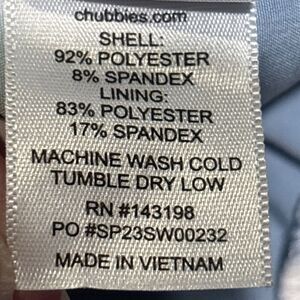 chubbies.com
SHELL:
92% POLYESTER
8% SPANDEX
LINING:
83% POLYESTER
17% SPANDEX
MACHINE WASH COLD
TUMBLE DRY LOW
RN #143198
PO #SP23SW00232
MADE IN VIETNAM